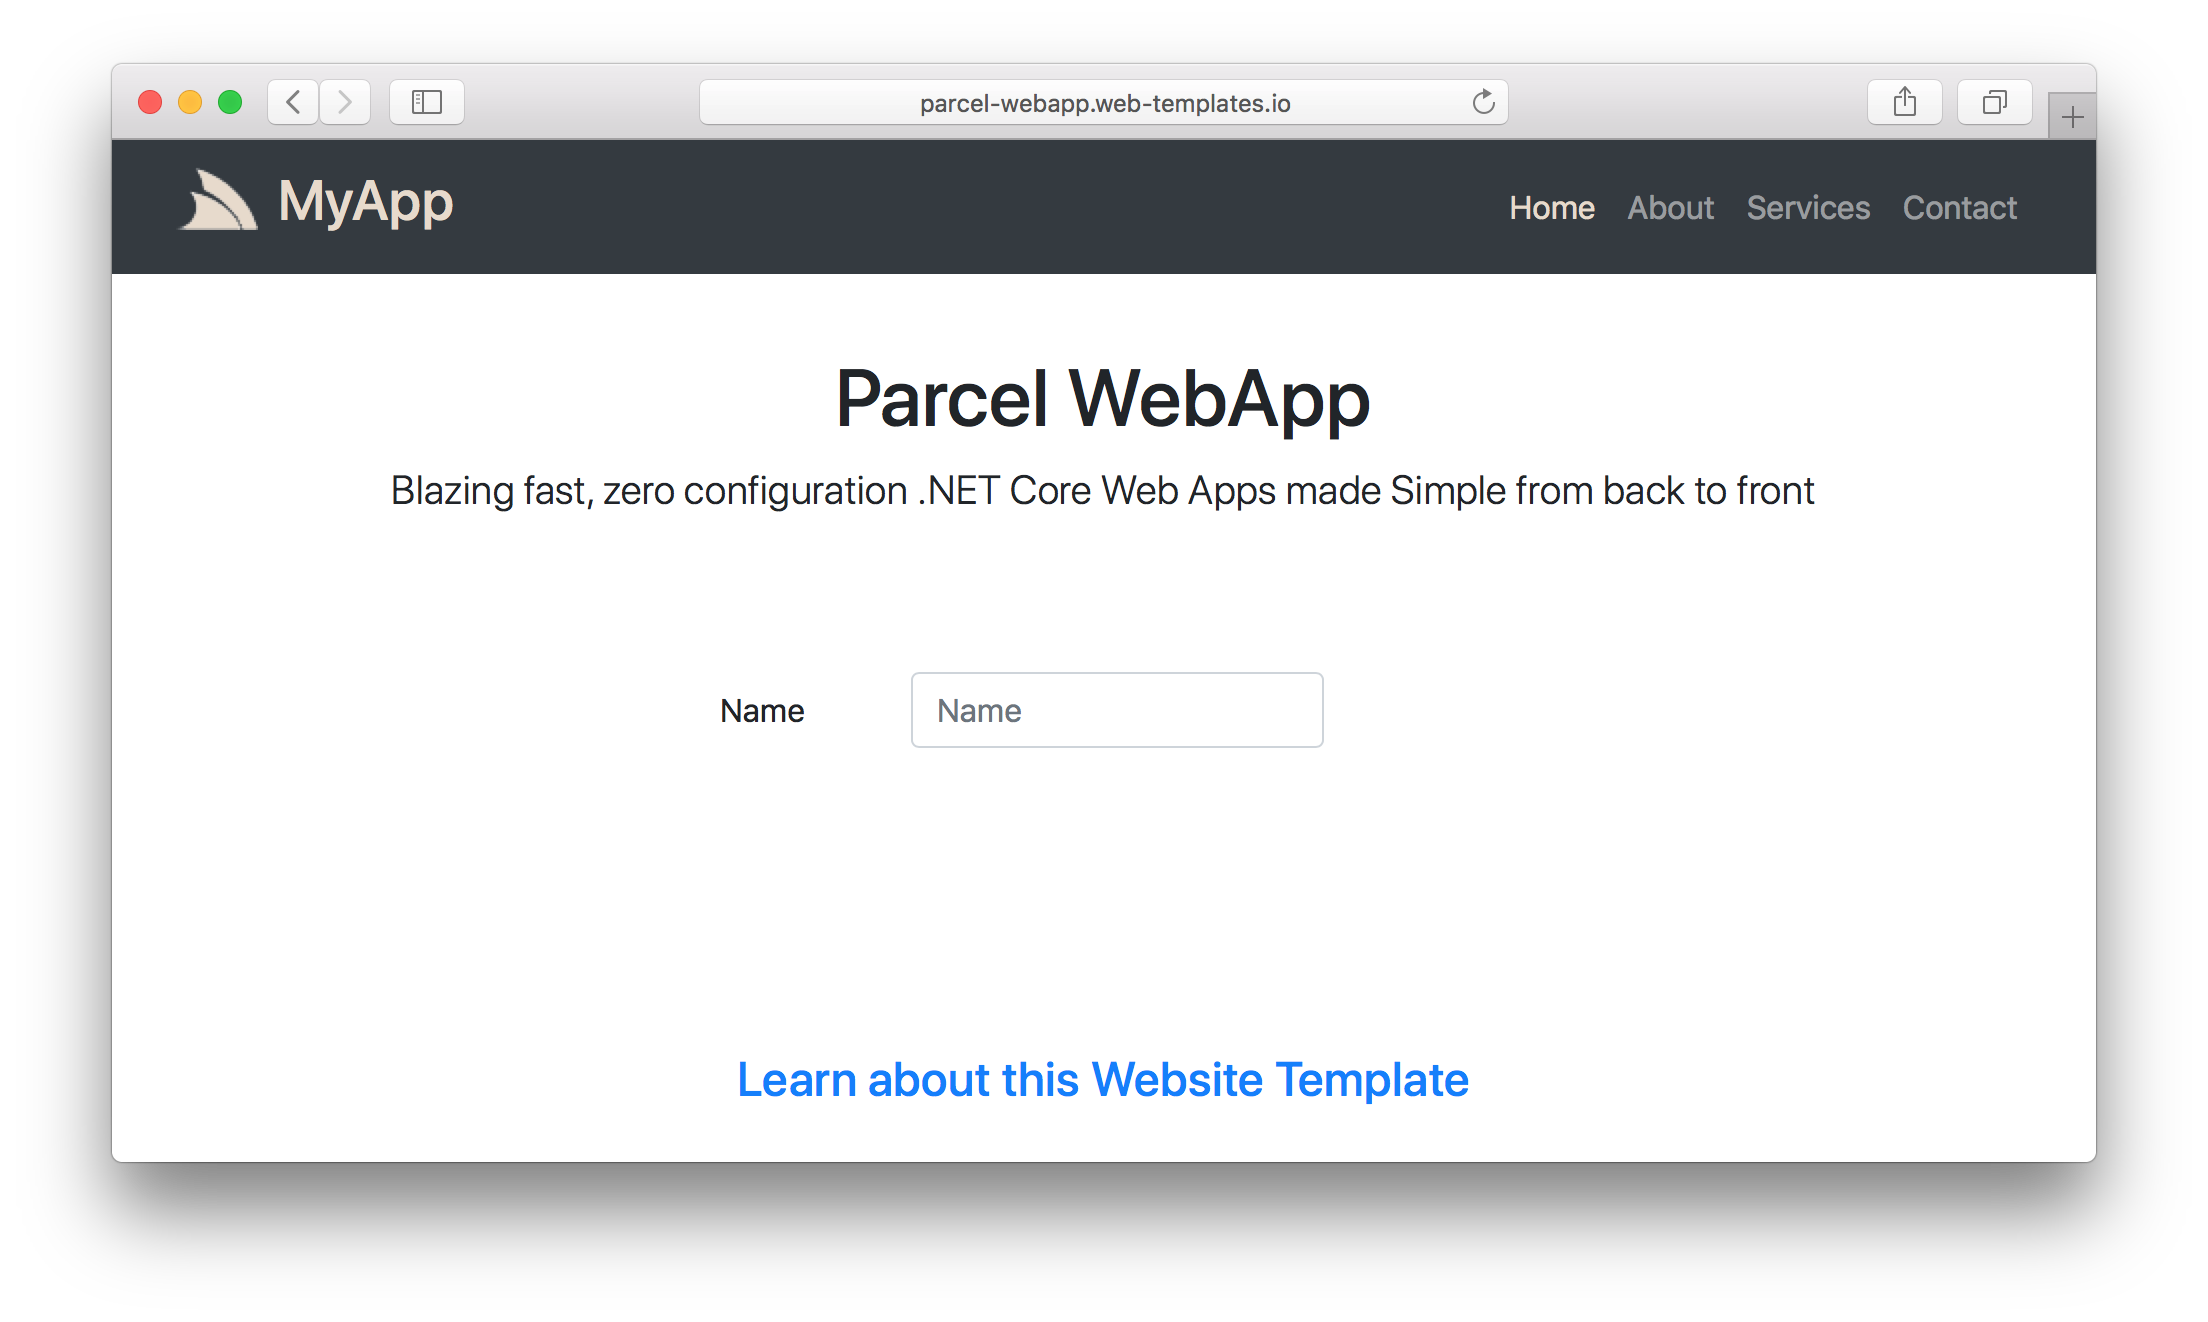 parcel-webapp.web-templates.io
MyApp
Home About Services Contact
Parcel WebApp
Blazing fast, zero configuration .NET Core Web Apps made Simple from back to front
Name Name
Learn about this Website Template